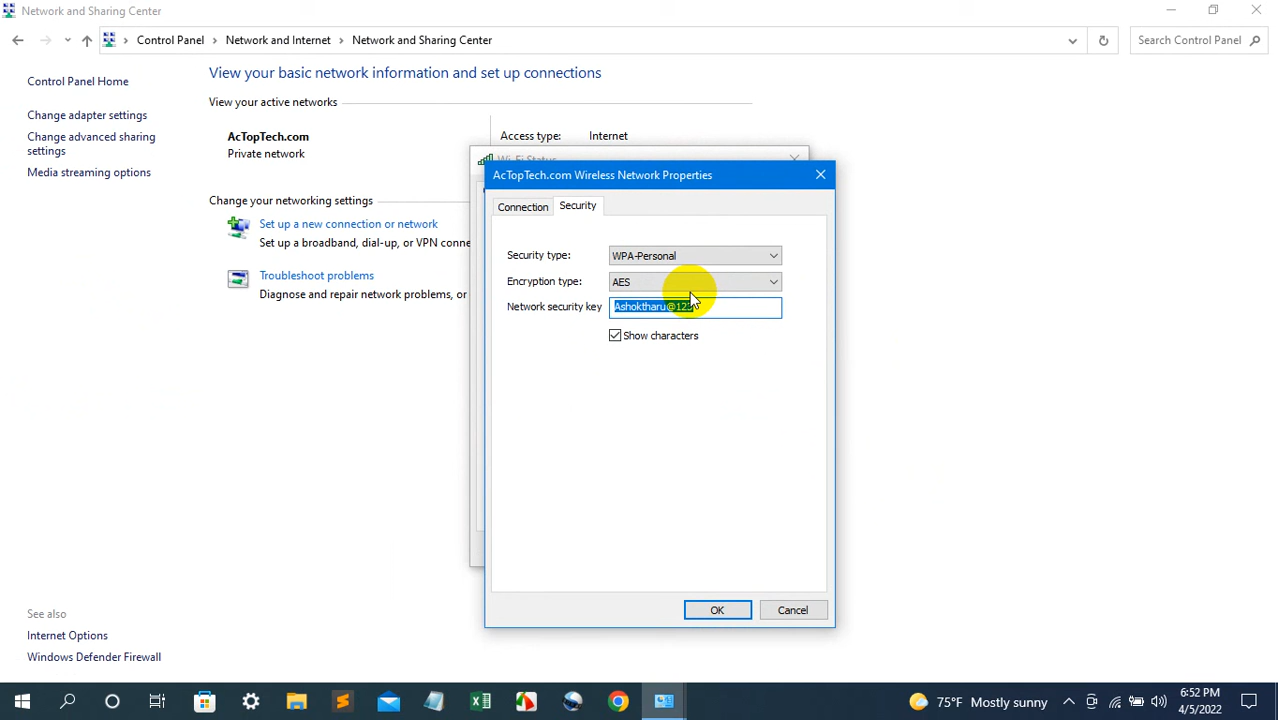 Network and Sharing Center
Control Panel
Network and Internet
Network and Sharing Center
Search Control Panel
Control Panel Home
Change adapter settings
Change advanced sharing
settings
Media streaming options
View your basic network information and set up connections
View your active networks
AcTopTech.com
Private network
Access type: Internet
Change your networking settings
Set up a new connection or network
Set up a broadband, dial-up, or VPN
Troubleshoot problems
Diagnose and repair network problems, or
Wi-Fi Status
AcTopTech.com Wireless Network Properties
Connection
Security
Security type: WPA-Personal
Encryption type: AES
Network security key
Show characters
OK
Cancel
See also
Internet Options
Windows Defender Firewall
75°F Mostly sunny
6:52 PM
4/5/2022